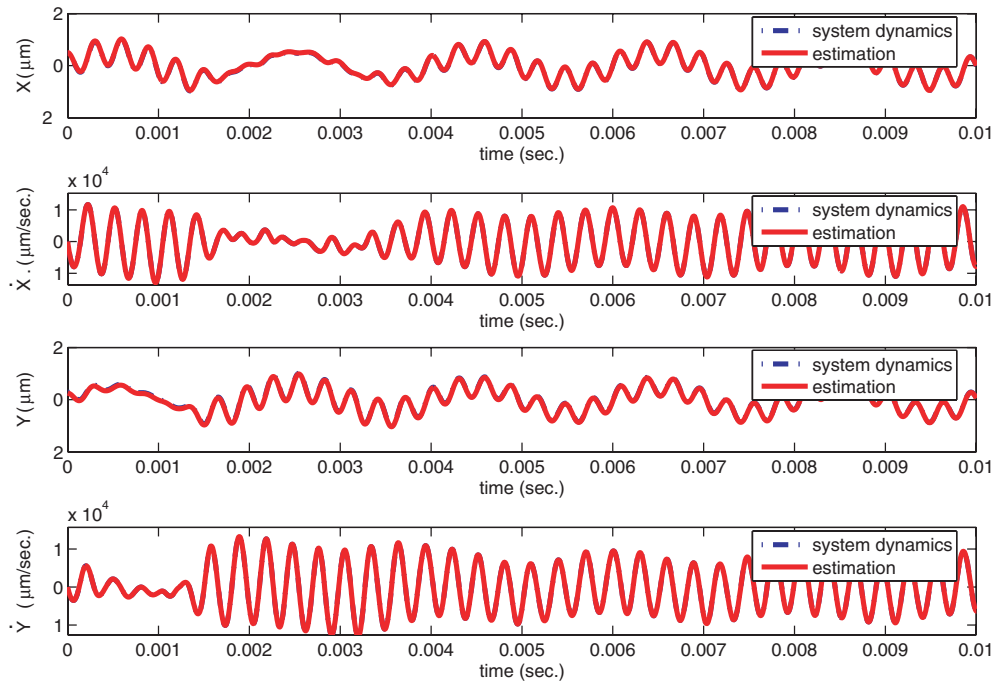 2
system dynamics
estimation
X(μm)
0
2
0 0.001 0.002 0.003 0.004 0.005 0.006 0.007 0.008 0.009 0.01
time (sec.)
x 10⁴
1
system dynamics
estimation
Ẋ. (μm/sec.)
0
1
0 0.001 0.002 0.003 0.004 0.005 0.006 0.007 0.008 0.009 0.01
time (sec.)
2
system dynamics
estimation
Y(μm)
0
2
0 0.001 0.002 0.003 0.004 0.005 0.006 0.007 0.008 0.009 0.01
time (sec.)
x 10⁴
1
system dynamics
estimation
Ẏ (μm/sec.)
0
1
0 0.001 0.002 0.003 0.004 0.005 0.006 0.007 0.008 0.009 0.01
time (sec.)